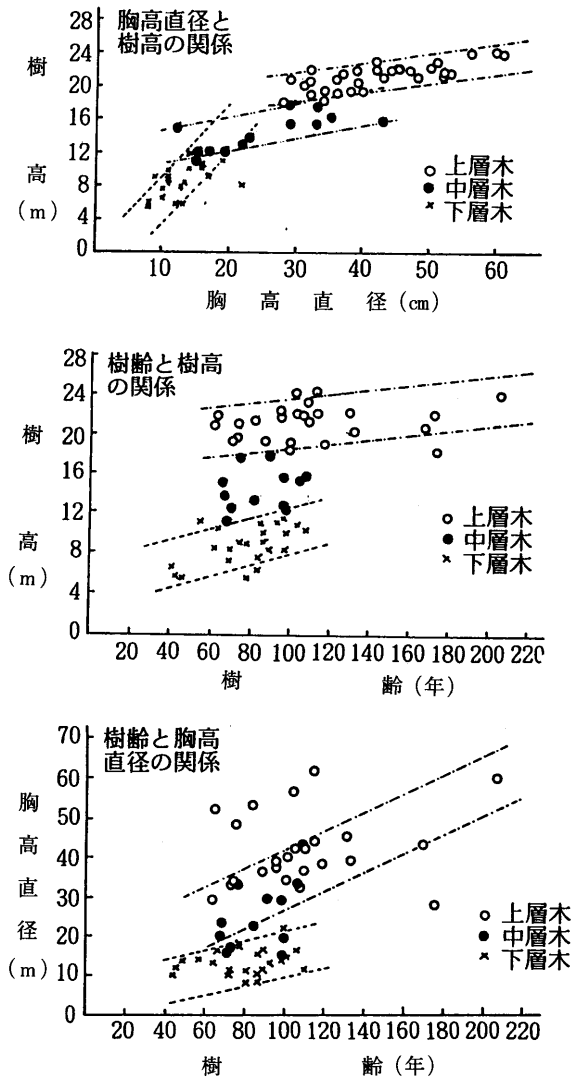 胸高直径と
樹高の関係
樹
高
(m)
28
24
20
16
12
8
4
0
○ 上層木
● 中層木
× 下層木
10 20 30 40 50 60
胸 高 直 径 (cm)
樹齢と樹高
の関係
樹
高
(m)
28
24
20
16
12
8
4
0
○ 上層木
● 中層木
× 下層木
20 40 60 80 100 120 140 160 180 200 220
樹 齢 (年)
樹齢と胸高
直径の関係
胸
高
直
径
(m)
70
60
50
40
30
20
10
0
○ 上層木
● 中層木
× 下層木
20 40 60 80 100 120 140 160 180 200 220
樹 齢 (年)